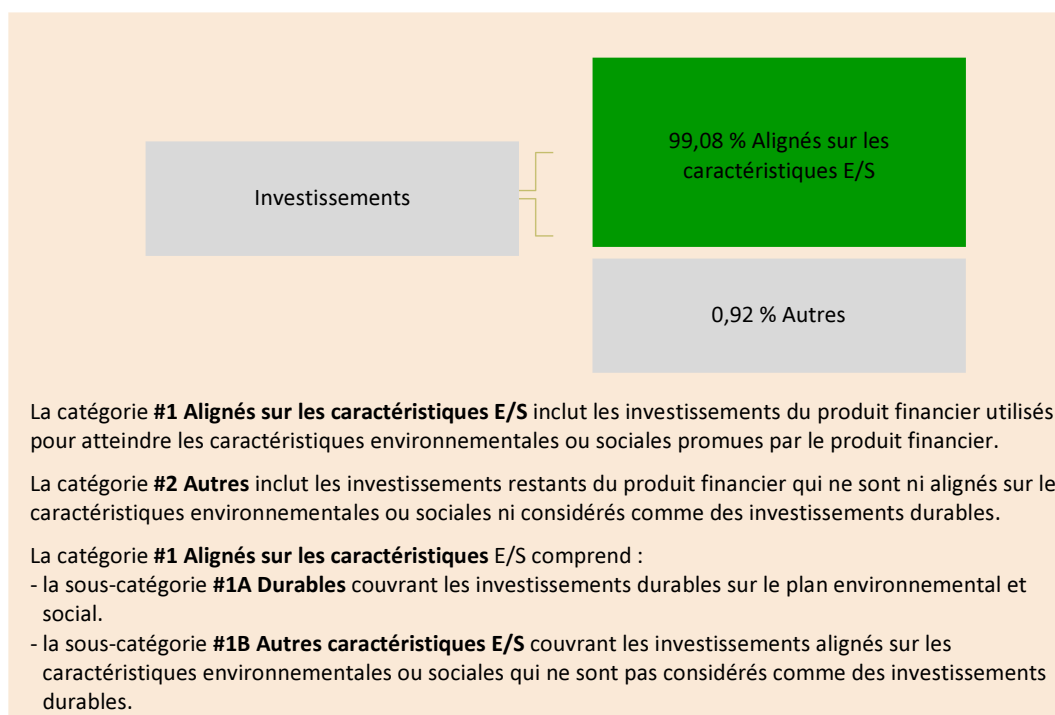 99,08 % Alignés sur les
caractéristiques E/S
Investissements
0,92 % Autres
La catégorie #1 Alignés sur les caractéristiques E/S inclut les investissements du produit financier utilisés
pour atteindre les caractéristiques environnementales ou sociales promues par le produit financier.
La catégorie #2 Autres inclut les investissements restants du produit financier qui ne sont ni alignés sur le
caractéristiques environnementales ou sociales ni considérés comme des investissements durables.
La catégorie #1 Alignés sur les caractéristiques E/S comprend :
- la sous-catégorie #1A Durables couvrant les investissements durables sur le plan environnemental et
social.
- la sous-catégorie #1B Autres caractéristiques E/S couvrant les investissements alignés sur les
caractéristiques environnementales ou sociales qui ne sont pas considérés comme des investissements
durables.